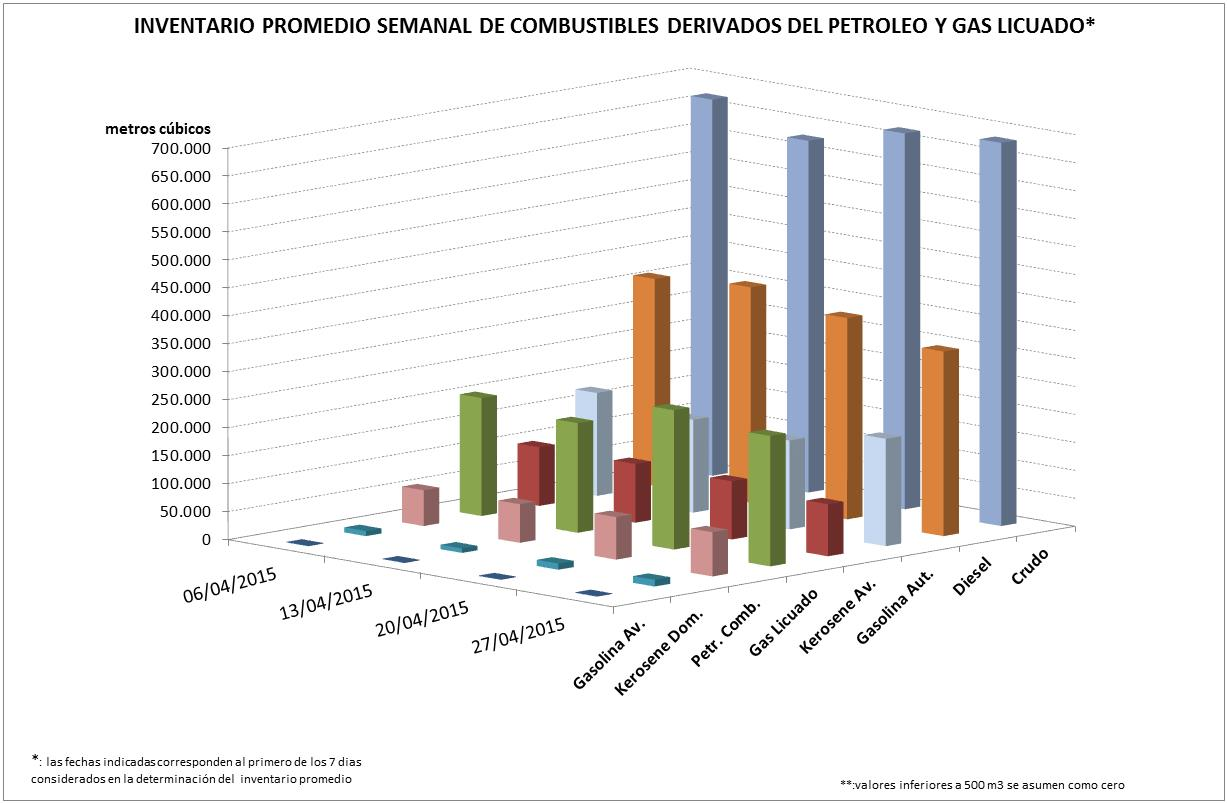 INVENTARIO PROMEDIO SEMANAL DE COMBUSTIBLES DERIVADOS DEL PETROLEO Y GAS LICUADO*
metros cúbicos
700.000
650.000
600.000
550.000
500.000
450.000
400.000
350.000
300.000
250.000
200.000
150.000
100.000
50.000
0
06/04/2015
13/04/2015
20/04/2015
27/04/2015
Gasolina Av.
Kerosene Dom.
Petr. Comb.
Gas Licuado
Kerosene Av.
Gasolina Aut.
Diesel
Crudo
*: las fechas indicadas corresponden al primero de los 7 dias
considerados en la determinación del inventario promedio
**:valores inferiores a 500 m3 se asumen como cero